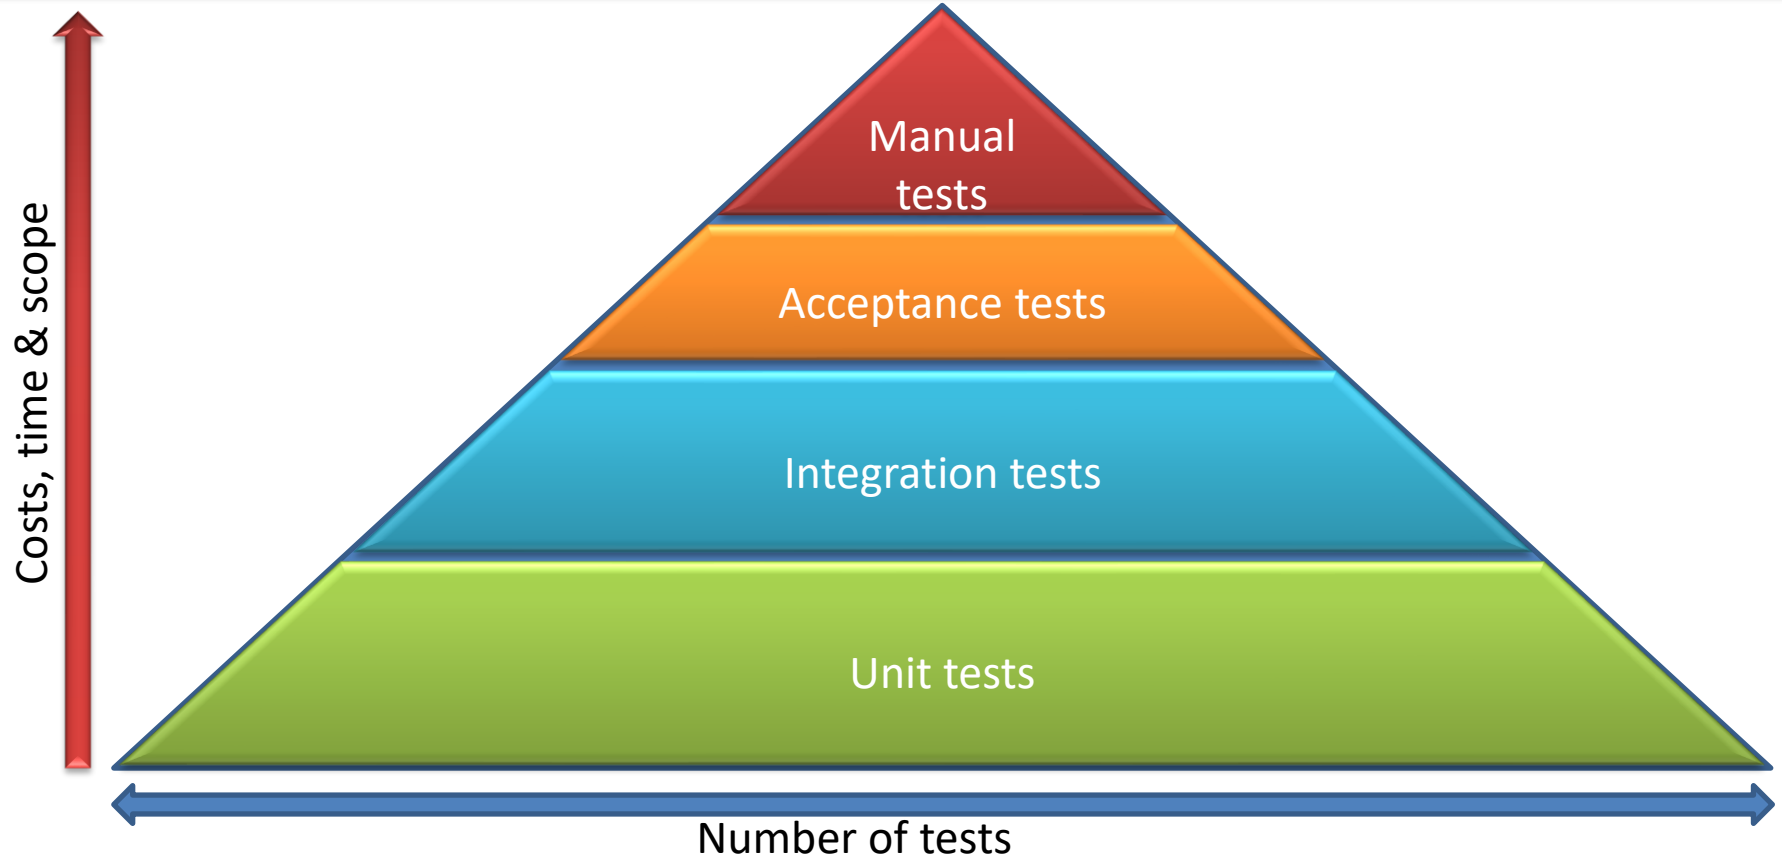 Manual
tests
Acceptance tests
Integration tests
Unit tests
Costs, time & scope
Number of tests